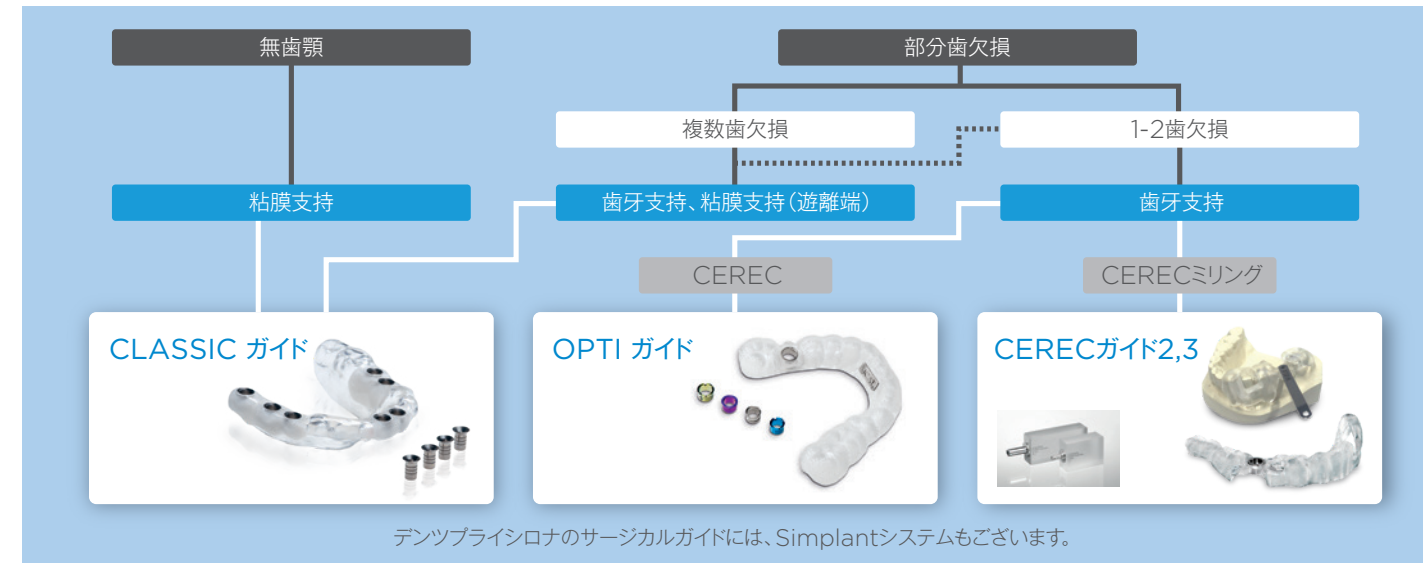 無歯顎
部分歯欠損
複数歯欠損
1-2歯欠損
粘膜支持
歯牙支持、粘膜支持（遊離端）
歯牙支持
CEREC
CERECミリング
CLASSIC ガイド
OPTI ガイド
CERECガイド2,3
デンツプライシロナのサージカルガイドには、Simplantシステムもございます。